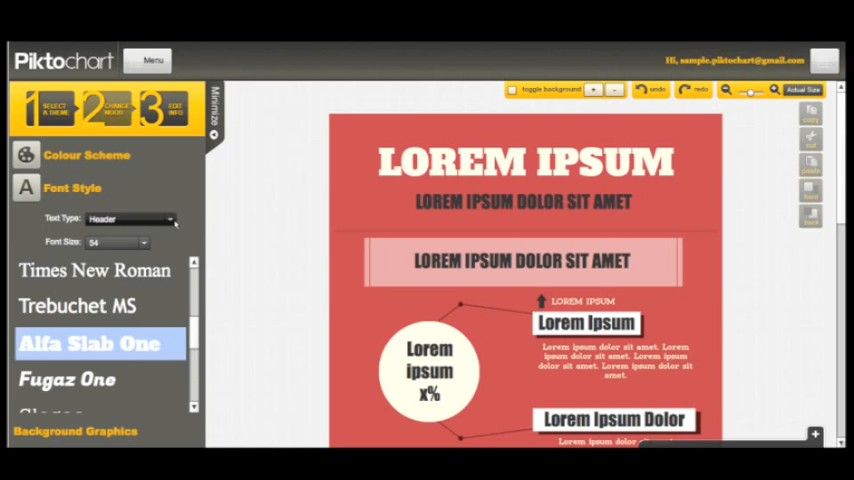 Piktochart
Menu
Hi, sample.piktochart@gmail.com
1 SELECT A THEME
2 CHANGE MOOD
3 EDIT INFO
Minimize
toggle background
+
-
undo
redo
Actual Size
Colour Scheme
A
Font Style
Text Type:
Header
Font Size:
54
Times New Roman
Trebuchet MS
Alfa Slab One
Fugaz One
Background Graphics
copy
cut
paste
front
back
LOREM IPSUM
LOREM IPSUM DOLOR SIT AMET
LOREM IPSUM DOLOR SIT AMET
LOREM IPSUM
Lorem Ipsum
Lorem ipsum dolor sit amet,
Lorem ipsum dolor sit amet,
Lorem ipsum dolor sit
amet.
Lorem
ipsum
x%
Lorem Ipsum Dolor
Lorem ipsum dolor sit amet,
+